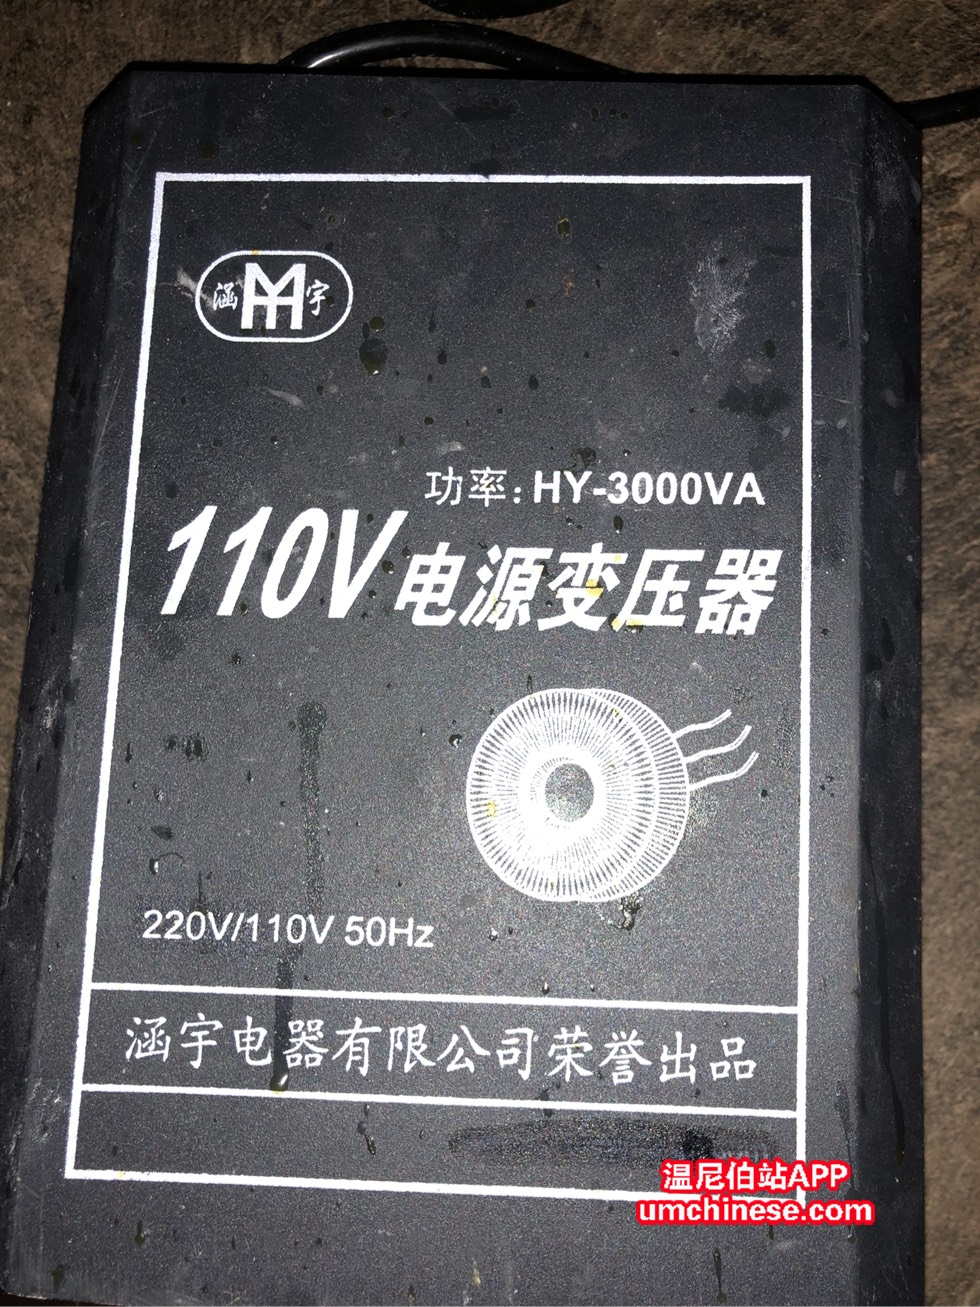 涵 HY 宇
功率: HY-3000VA
110V电源变压器
220V/110V 50Hz
涵宇电器有限公司荣誉出品
温尼伯站APP
umchinese.com